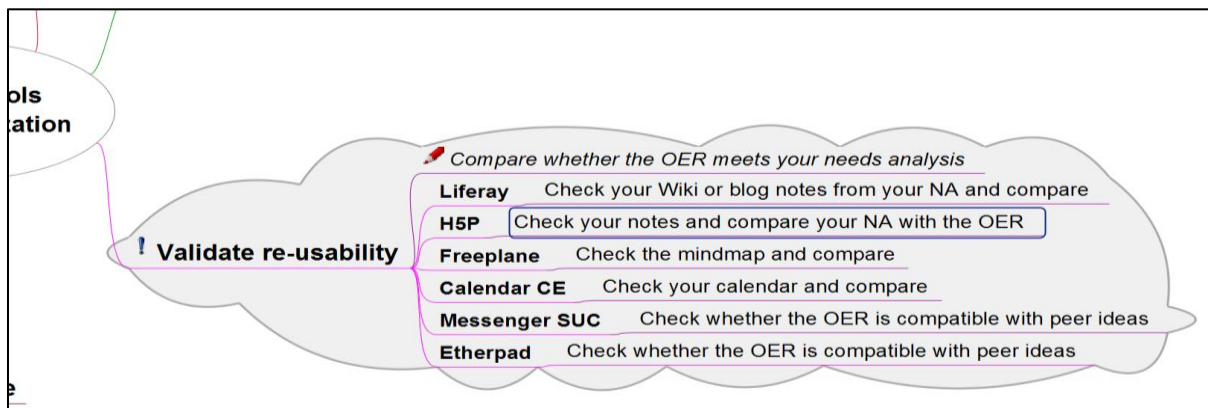 ols
tation
Compare whether the OER meets your needs analysis
Liferay Check your Wiki or blog notes from your NA and compare
H5P Check your notes and compare your NA with the OER
Validate re-usability
Freeplane Check the mindmap and compare
Calendar CE Check your calendar and compare
Messenger SUC Check whether the OER is compatible with peer ideas
Etherpad Check whether the OER is compatible with peer ideas
e